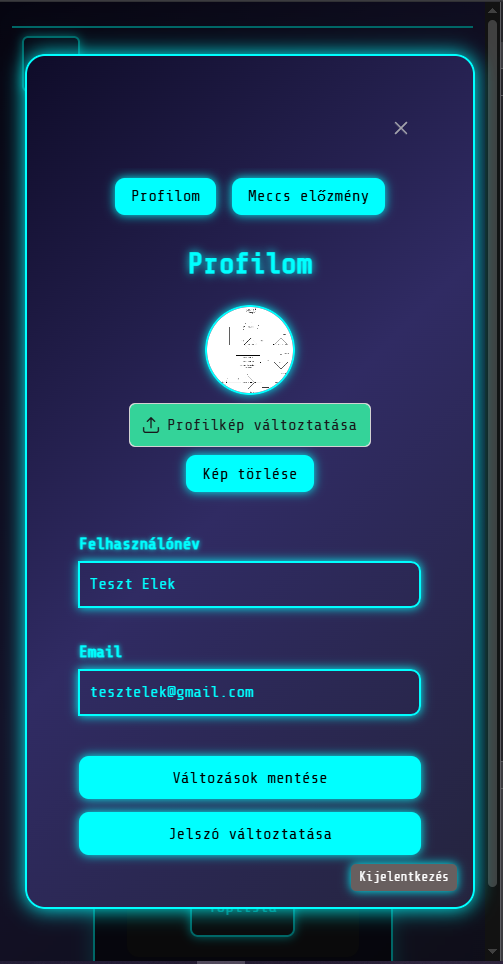 Profilom
Meccs előzmény
Profilom
Profilkép változtatása
Kép törlése
Felhasználónév
Teszt Elek
Email
tesztelek@gmail.com
Változások mentése
Jelszó változtatása
Kijelentkezés